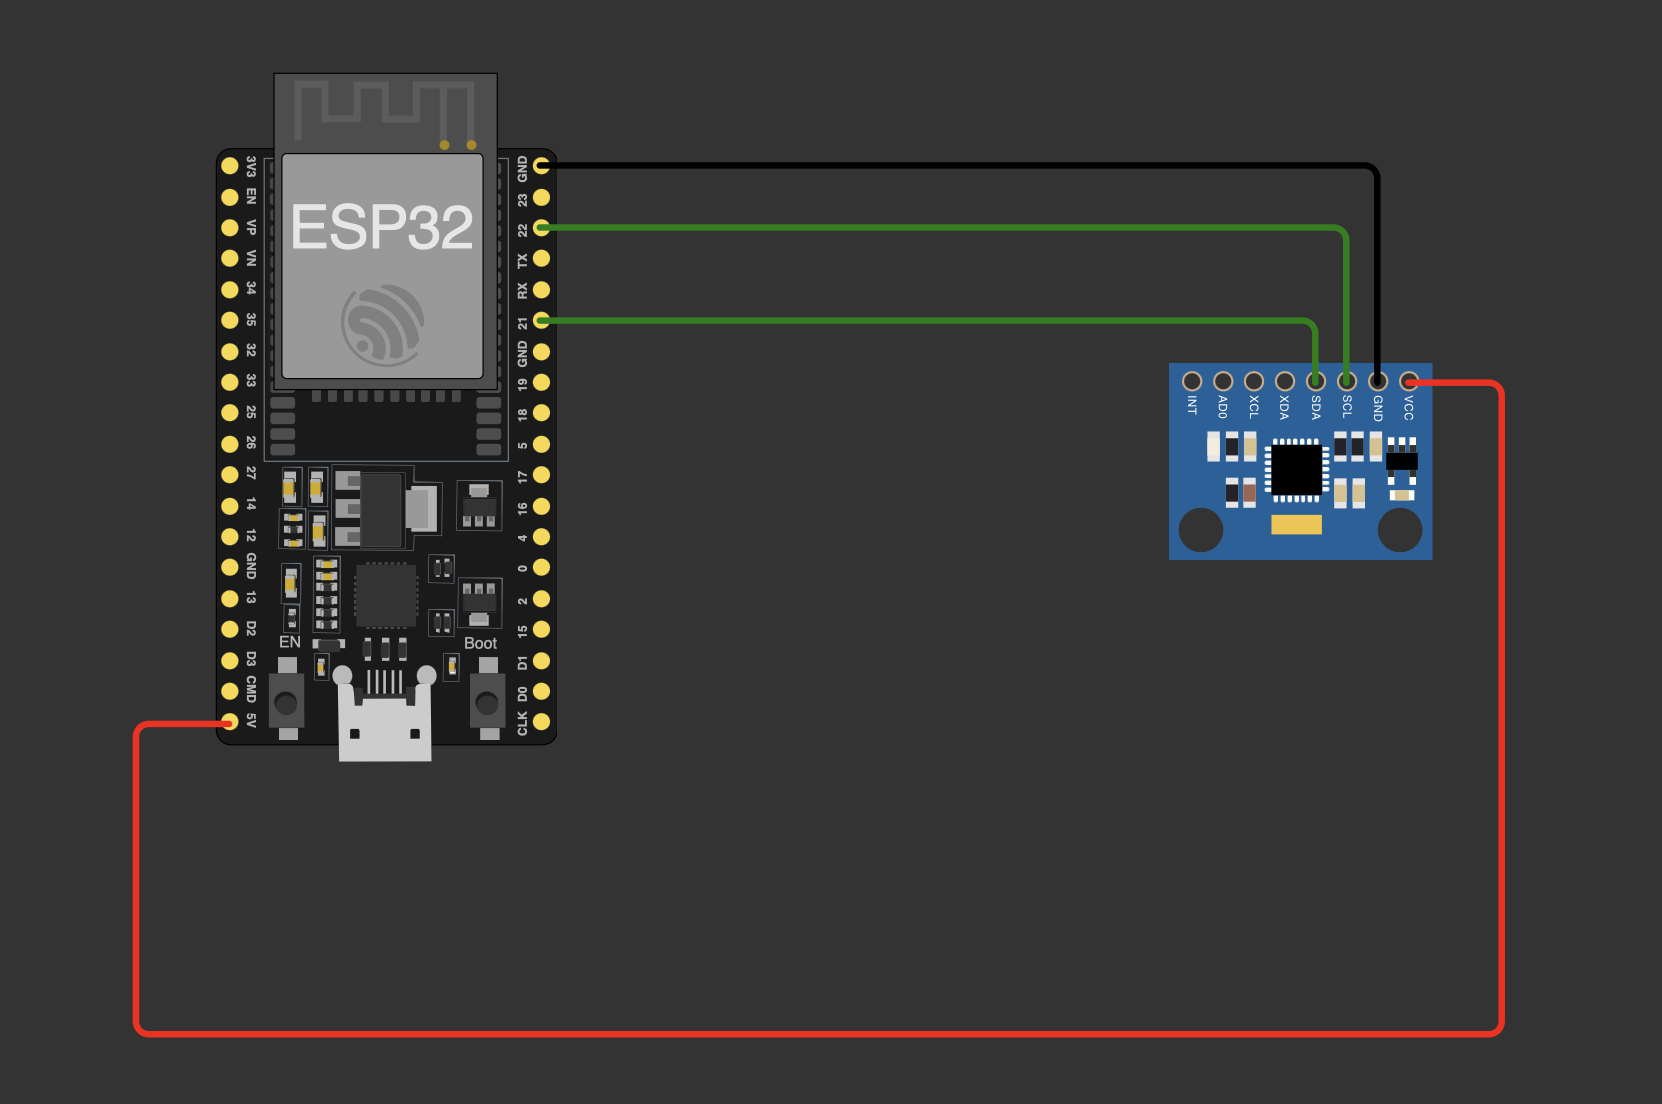 ESP32
3V3
EN
VP
VN
34
35
32
33
25
26
27
14
12
GND
13
D2
D3
CMD
5V
GND
23
22
TX
RX
21
GND
19
18
5
17
16
4
0
2
15
D1
D0
CLK
EN
Boot
INT
AD0
XCL
XDA
SDA
SCL
GND
VCC